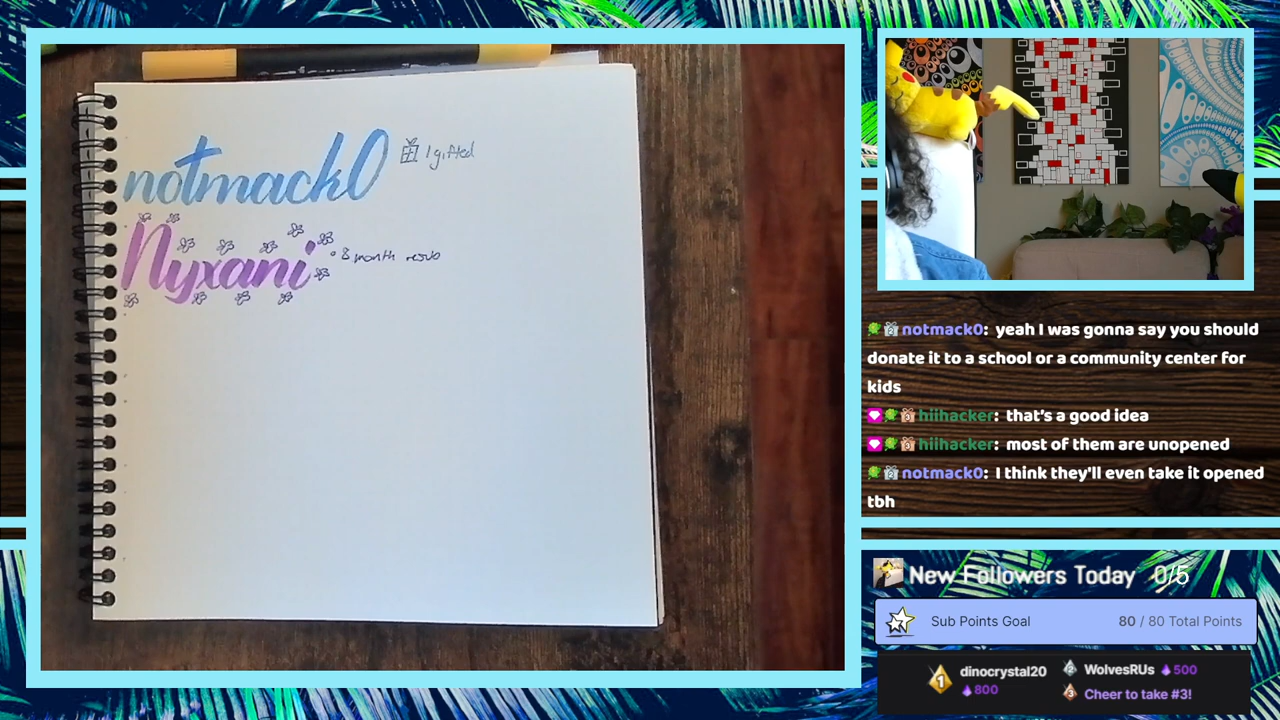 notmack0 1 gifted
Nyxani • 8 month resub
notmack0: yeah I was gonna say you should
donate it to a school or a community center for
kids
hiihacker: that's a good idea
hiihacker: most of them are unopened
notmack0: I think they'll even take it opened
tbh
New Followers Today 0/5
Sub Points Goal 80 / 80 Total Points
1 dinocrystal20
800
2 WolvesRUs 500
3 Cheer to take #3!